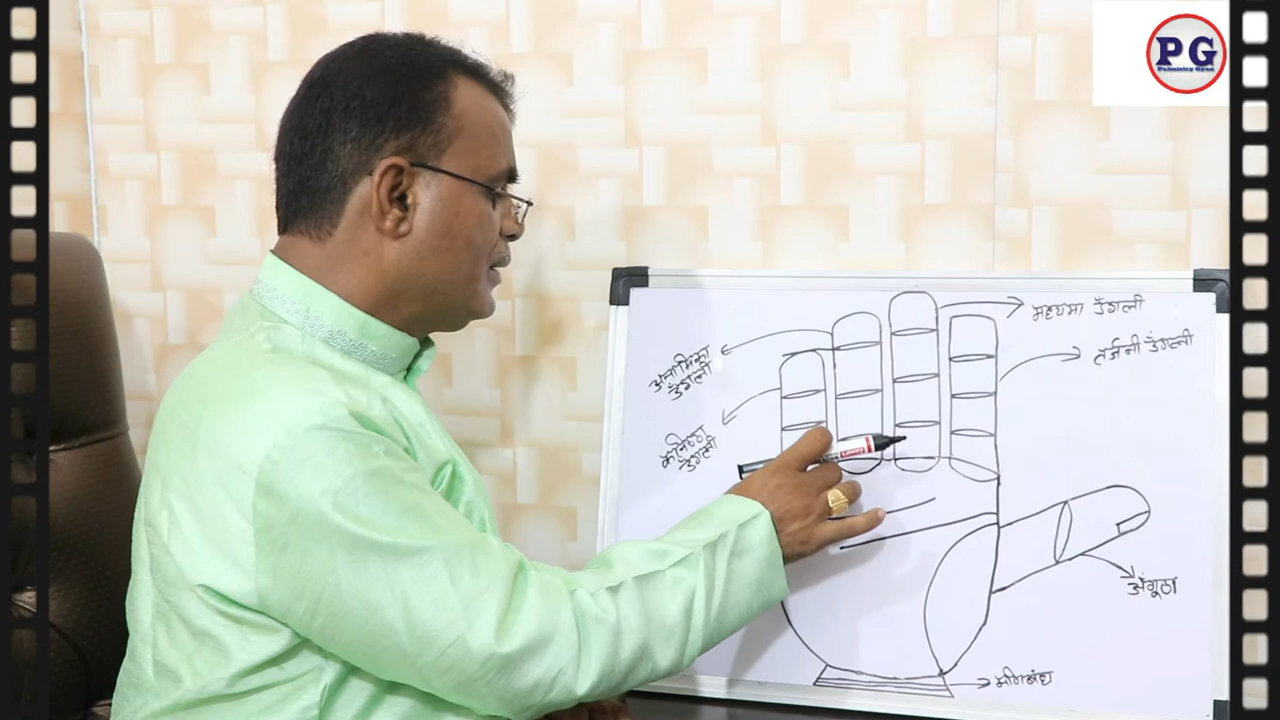 PG
Palmistry Gyan
मध्यमा उँगली
तर्जनी उँगली
अनामिका
उँगली
कनिष्ठा
उँगली
अँगूठा
मणिबंध